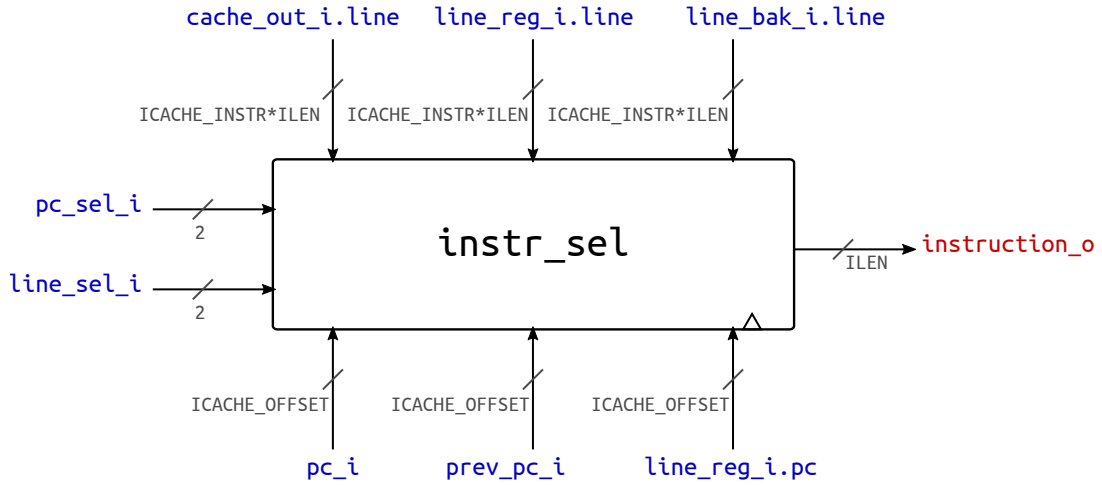 cache_out_i.line line_reg_i.line line_bak_i.line
ICACHE_INSTR*ILEN ICACHE_INSTR*ILEN ICACHE_INSTR*ILEN
pc_sel_i
2
instr_sel
instruction_o
ILEN
line_sel_i
2
ICACHE_OFFSET ICACHE_OFFSET ICACHE_OFFSET
pc_i prev_pc_i line_reg_i.pc